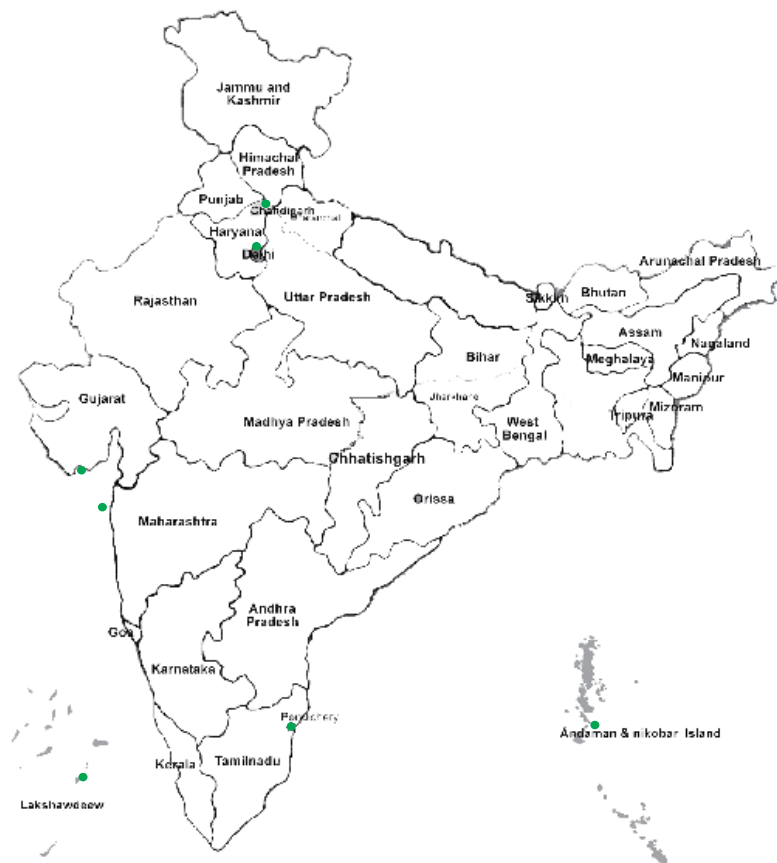 Jammu and
Kashmir
Himachal
Pradesh
Punjab
Chandigarh
Haryana
Delhi
Arunachal Pradesh
Sikkim
Bhutan
Rajasthan
Uttar Pradesh
Assam
Nagaland
Bihar
Meghalaya
Manipur
Gujarat
Jharkhand
Mizoram
Tripura
Madhya Pradesh
West
Bengal
Chhatishgarh
Orissa
Maharashtra
Andhra
Pradesh
Goa
Karnataka
Pondichery
Andaman & nikobar Island
Kerala
Tamilnadu
Lakshawdeew